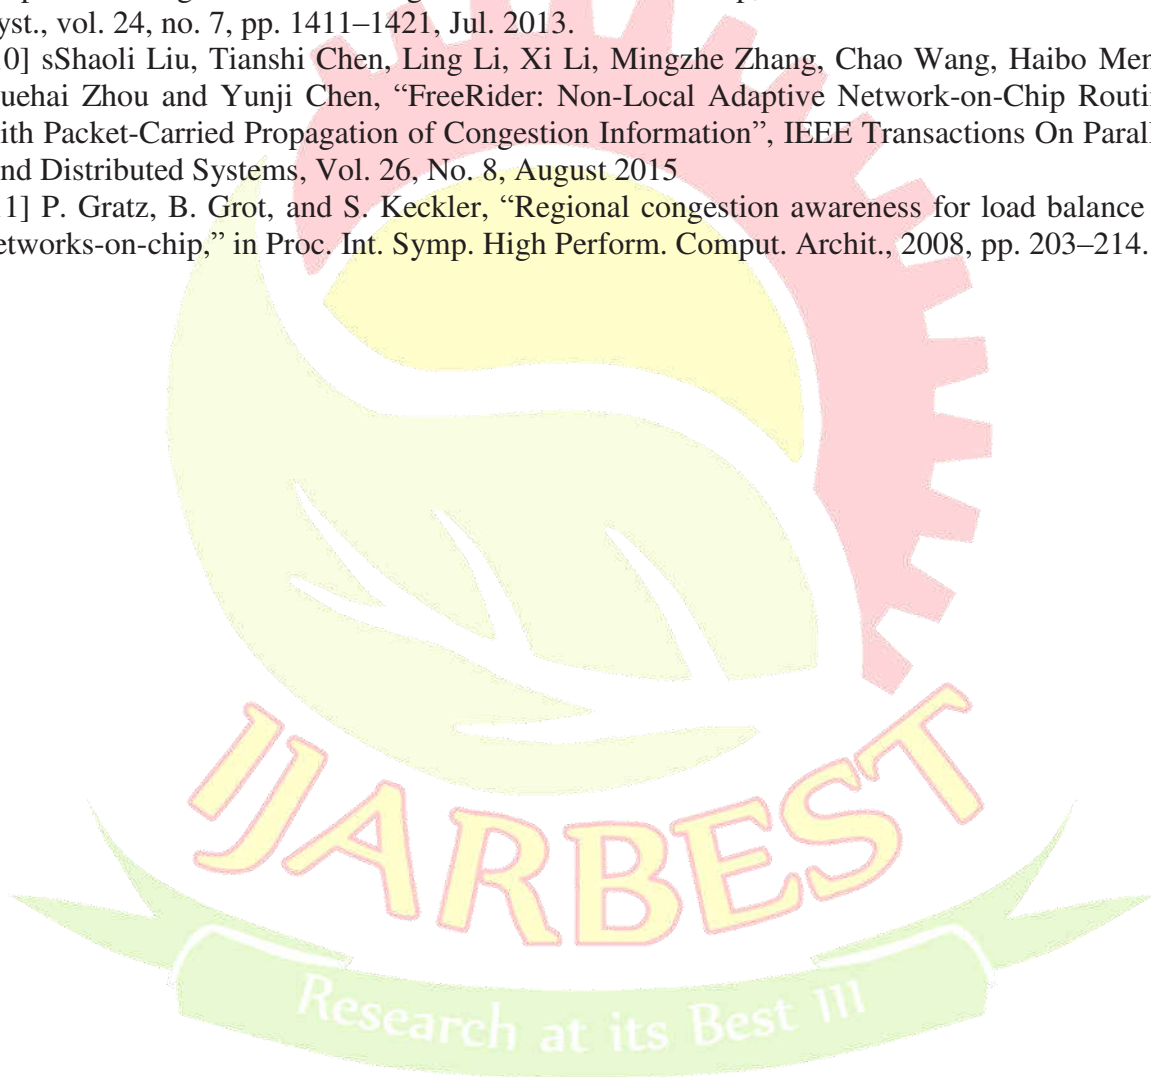 yst., vol. 24, no. 7, pp. 1411–1421, Jul. 2013.
0] sShaoli Liu, Tianshi Chen, Ling Li, Xi Li, Mingzhe Zhang, Chao Wang, Haibo Men
uehai Zhou and Yunji Chen, “FreeRider: Non-Local Adaptive Network-on-Chip Routi
ith Packet-Carried Propagation of Congestion Information”, IEEE Transactions On Parall
nd Distributed Systems, Vol. 26, No. 8, August 2015
1] P. Gratz, B. Grot, and S. Keckler, “Regional congestion awareness for load balance
etworks-on-chip,” in Proc. Int. Symp. High Perform. Comput. Archit., 2008, pp. 203–214.
IJARBEST
Research at its Best !!!